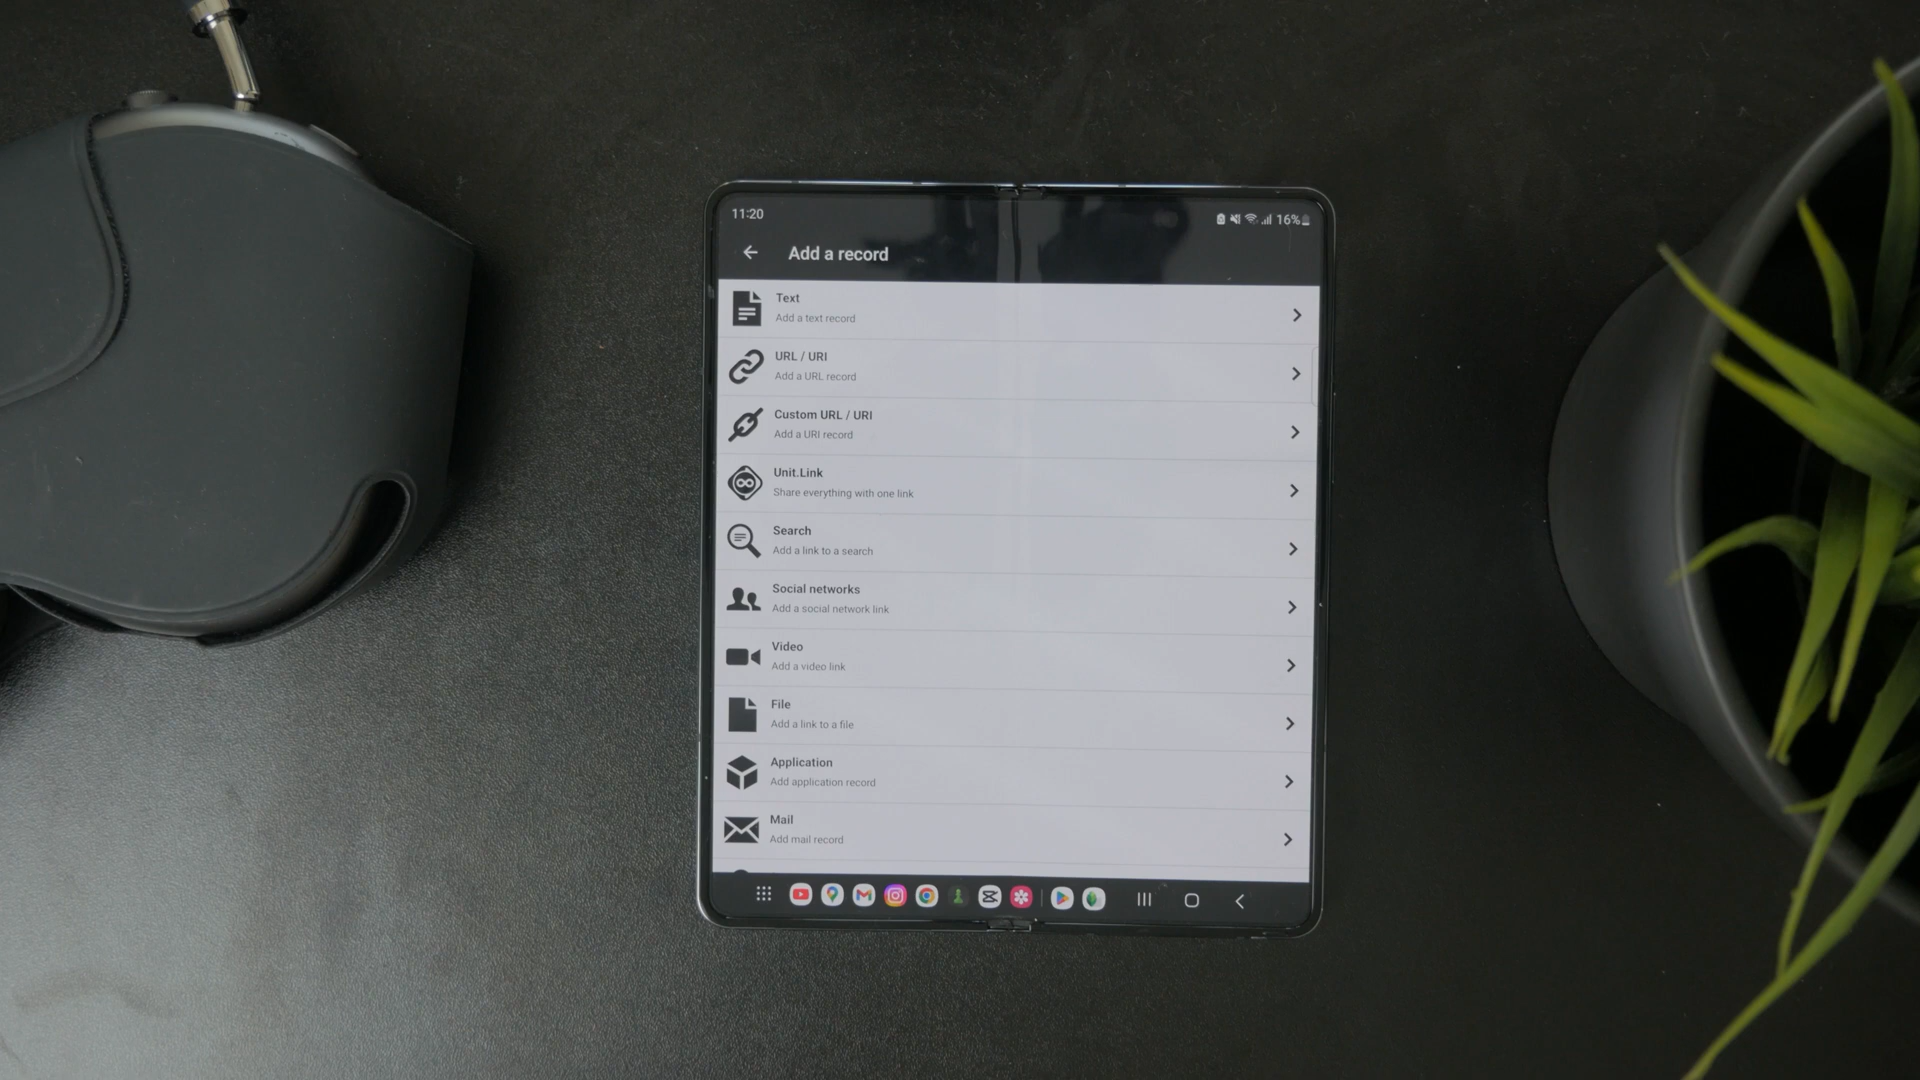 11:20
16%
Add a record
Text
Add a text record
URL / URI
Add a URL record
Custom URL / URI
Add a URI record
Unit.Link
Share everything with one link
Search
Add a link to a search
Social networks
Add a social network link
Video
Add a video link
File
Add a link to a file
Application
Add application record
Mail
Add mail record